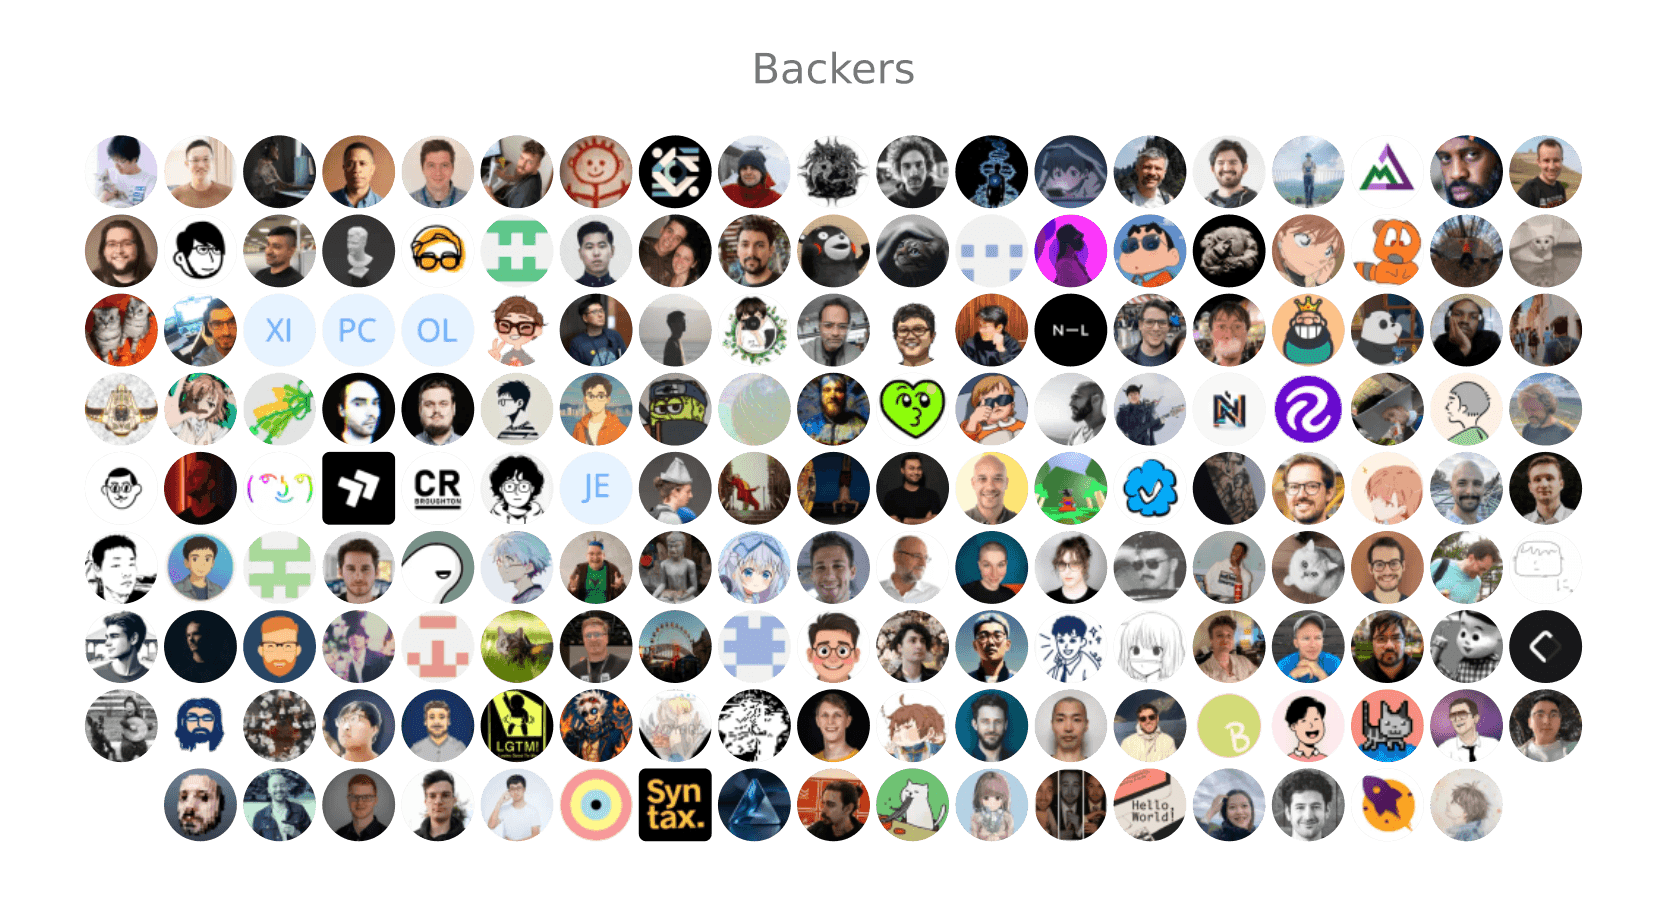 Backers
XI
PC
OL
N—L
CR
BROUGHTON
JE
LGTM!
B
Syn
tax.
Hello,
World!